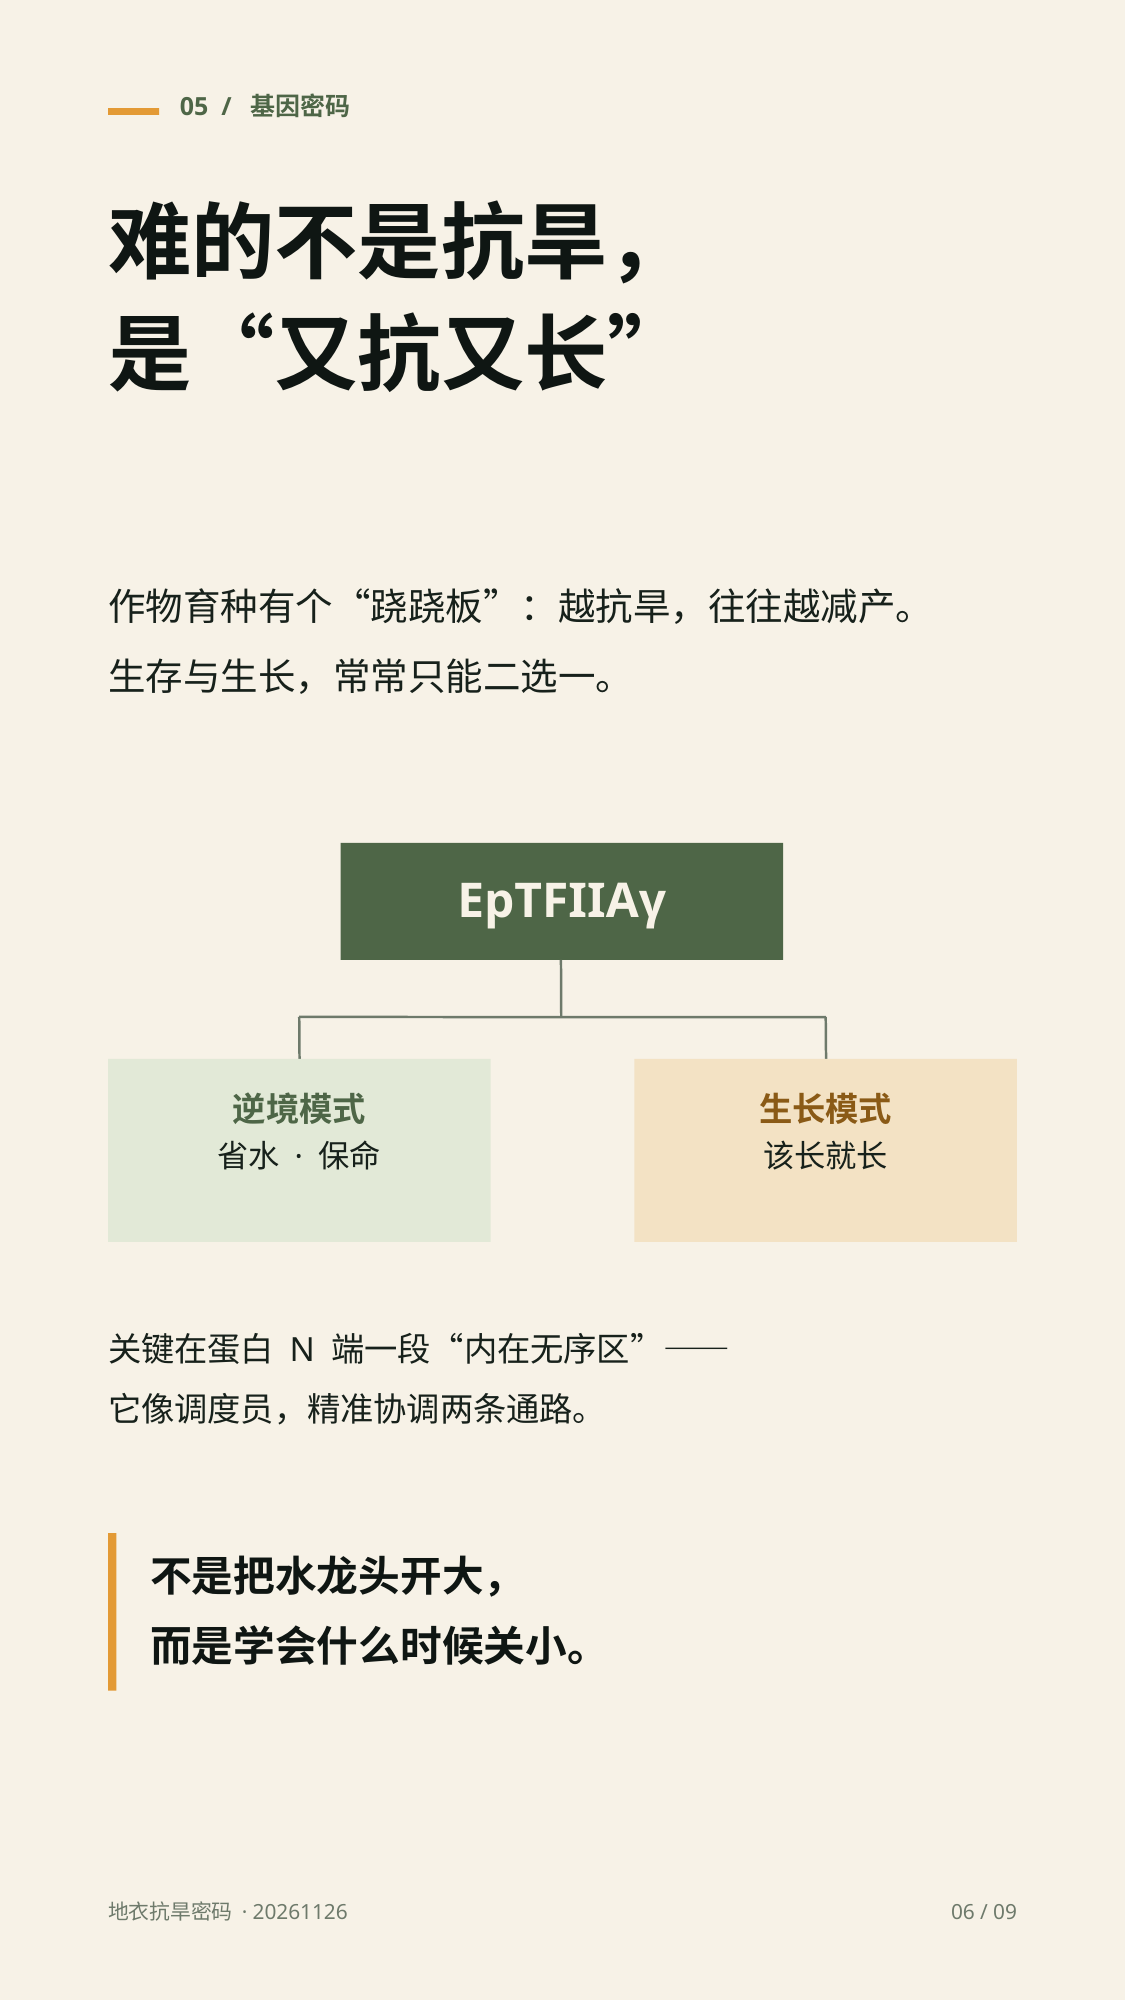 05 / 基因密码
难的不是抗旱，
是“又抗又长”
作物育种有个“跷跷板”：越抗旱，往往越减产。
生存与生长，常常只能二选一。
EpTFIIAγ
逆境模式
省水 · 保命
生长模式
该长就长
关键在蛋白 N 端一段“内在无序区”——
它像调度员，精准协调两条通路。
不是把水龙头开大，
而是学会什么时候关小。
地衣抗旱密码 · 20261126
06 / 09